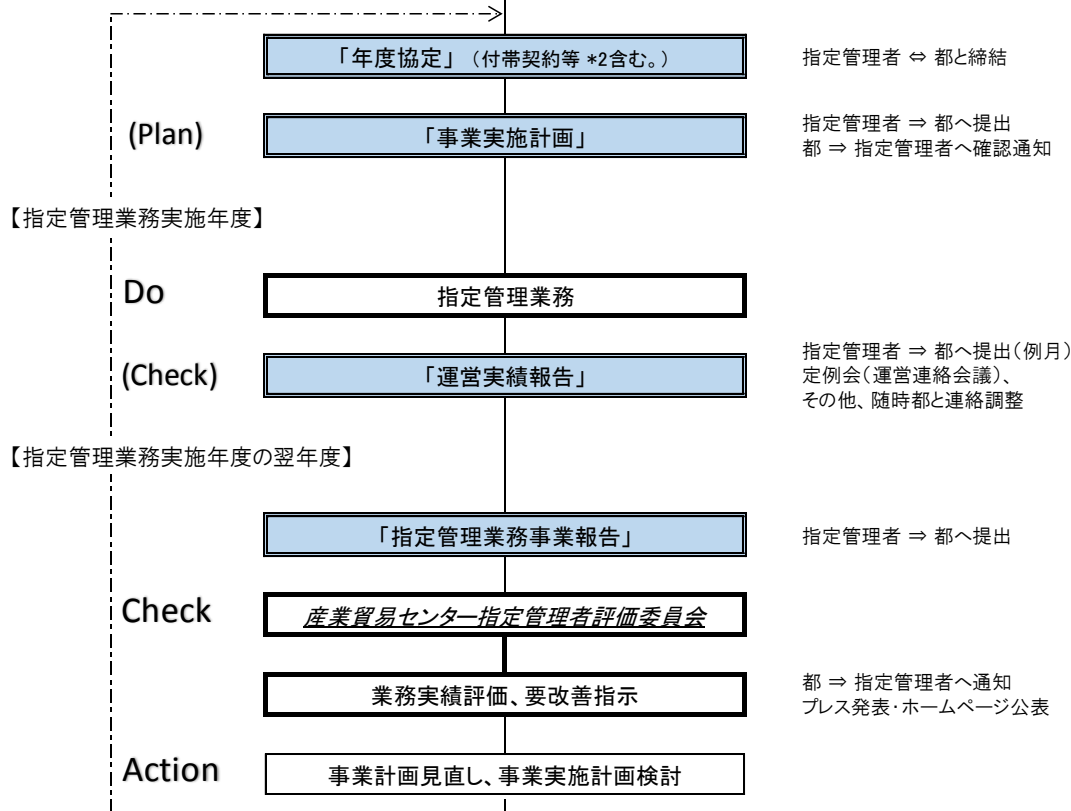 「年度協定」（付帯契約等 *2含む。）
指定管理者 ⇔ 都と締結
(Plan)
「事業実施計画」
指定管理者 ⇒ 都へ提出
都 ⇒ 指定管理者へ確認通知
【指定管理業務実施年度】
Do
指定管理業務
(Check)
「運営実績報告」
指定管理者 ⇒ 都へ提出（例月）
定例会（運営連絡会議）、
その他、随時都と連絡調整
【指定管理業務実施年度の翌年度】
「指定管理業務事業報告」
指定管理者 ⇒ 都へ提出
Check
産業貿易センター指定管理者評価委員会
業務実績評価、要改善指示
都 ⇒ 指定管理者へ通知
プレス発表・ホームページ公表
Action
事業計画見直し、事業実施計画検討